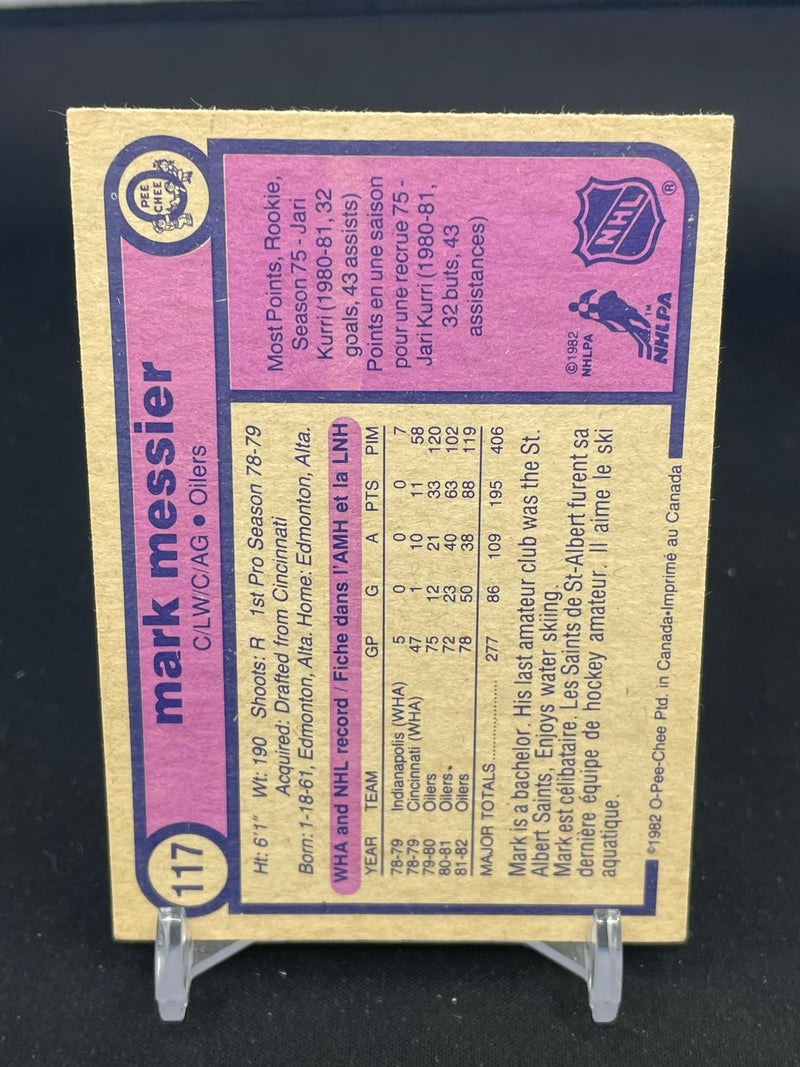 117
mark messier
C/LW/C/AG • Oilers
O
PEE
CHEE
Ht: 6'1" Wt: 190 Shoots: R 1st Pro Season 78-79
Acquired: Drafted from Cincinnati
Born: 1-18-61, Edmonton, Alta. Home: Edmonton, Alta.
WHA and NHL record / Fiche dans l'AMH et la LNH
YEAR TEAM GP G A PTS PIM
78-79 Indianapolis (WHA) 5 0 0 0 7
78-79 Cincinnati (WHA) 47 1 10 11 58
79-80 Oilers 75 12 21 33 120
80-81 Oilers 72 23 40 63 102
81-82 Oilers 78 50 38 88 119
MAJOR TOTALS.................. 277 86 109 195 406
Mark is a bachelor. His last amateur club was the St.
Albert Saints, Enjoys water skiing.
Mark est célibataire. Les Saints de St-Albert furent sa
dernière équipe de hockey amateur. Il aime le ski
aquatique.
©1982 O-Pee-Chee Ptd. in Canada-Imprimé au Canada
Most Points, Rookie,
Season 75 - Jari
Kurri (1980-81, 32
goals, 43 assists)
Points en une saison
pour une recrue 75 -
Jari Kurri (1980-81,
32 buts, 43
assistances)
©1982
NHLPA
NHLPA™
NHL®